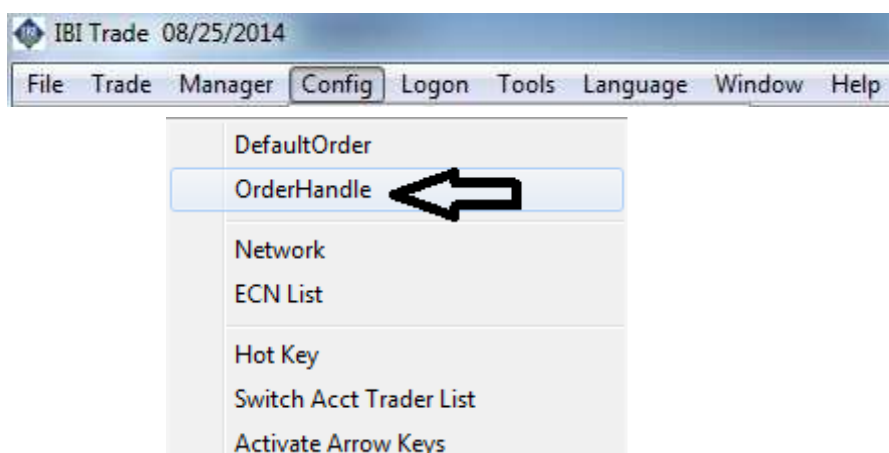 IBI Trade 08/25/2014
File Trade Manager Config Logon Tools Language Window Help
DefaultOrder
OrderHandle
Network
ECN List
Hot Key
Switch Acct Trader List
Activate Arrow Keys